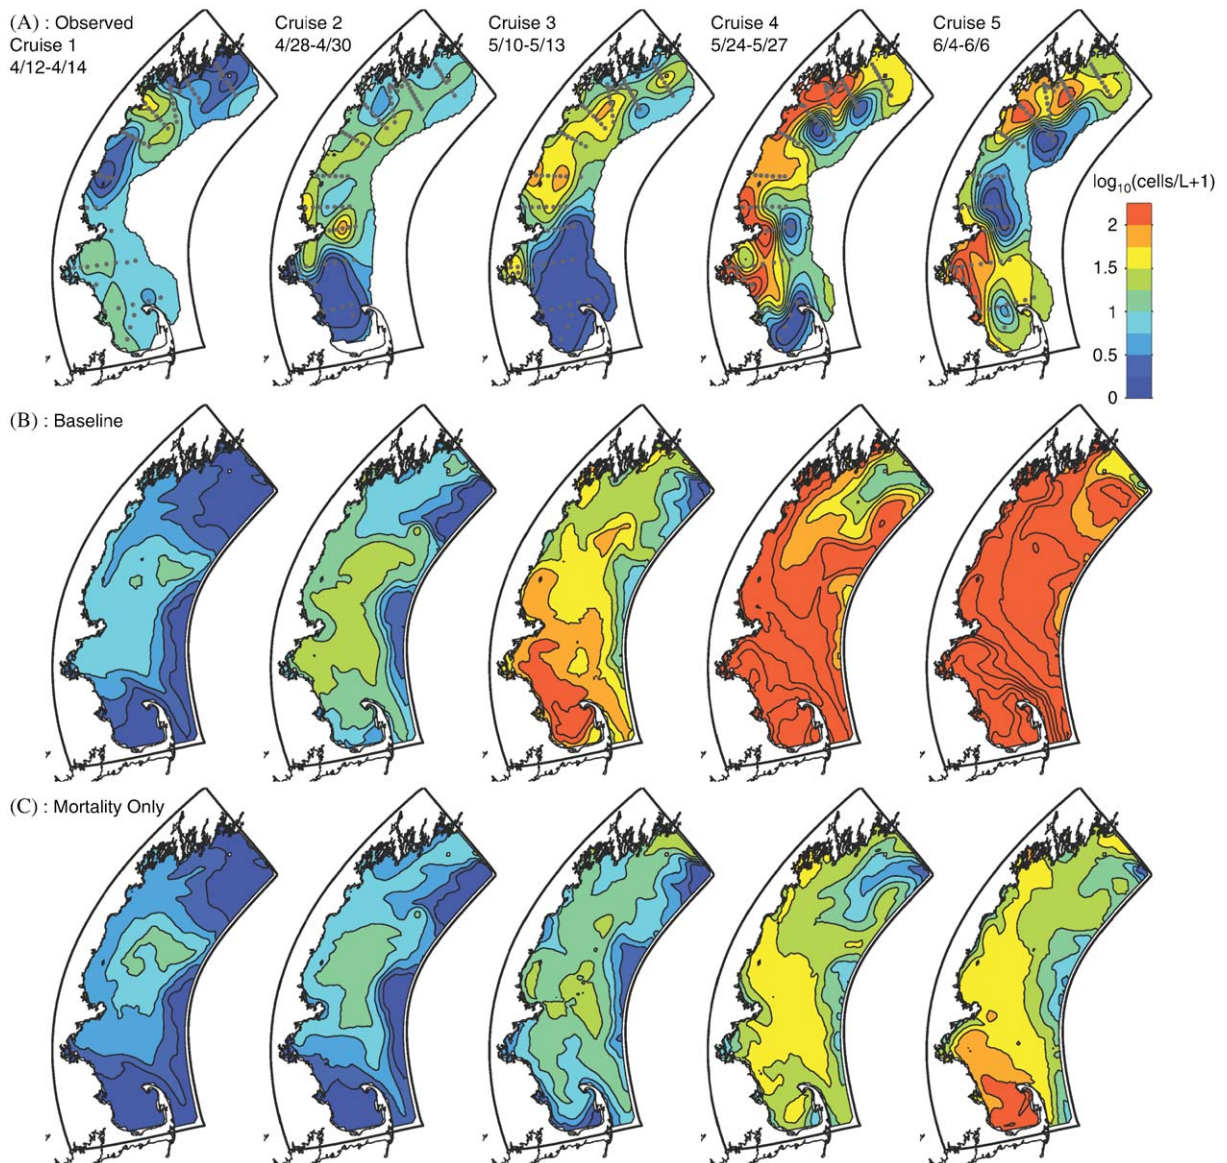 (A) : Observed
Cruise 1
4/12-4/14
Cruise 2
4/28-4/30
Cruise 3
5/10-5/13
Cruise 4
5/24-5/27
Cruise 5
6/4-6/6
log₁₀(cells/L+1)
2
1.5
1
0.5
0
(B) : Baseline
(C) : Mortality Only